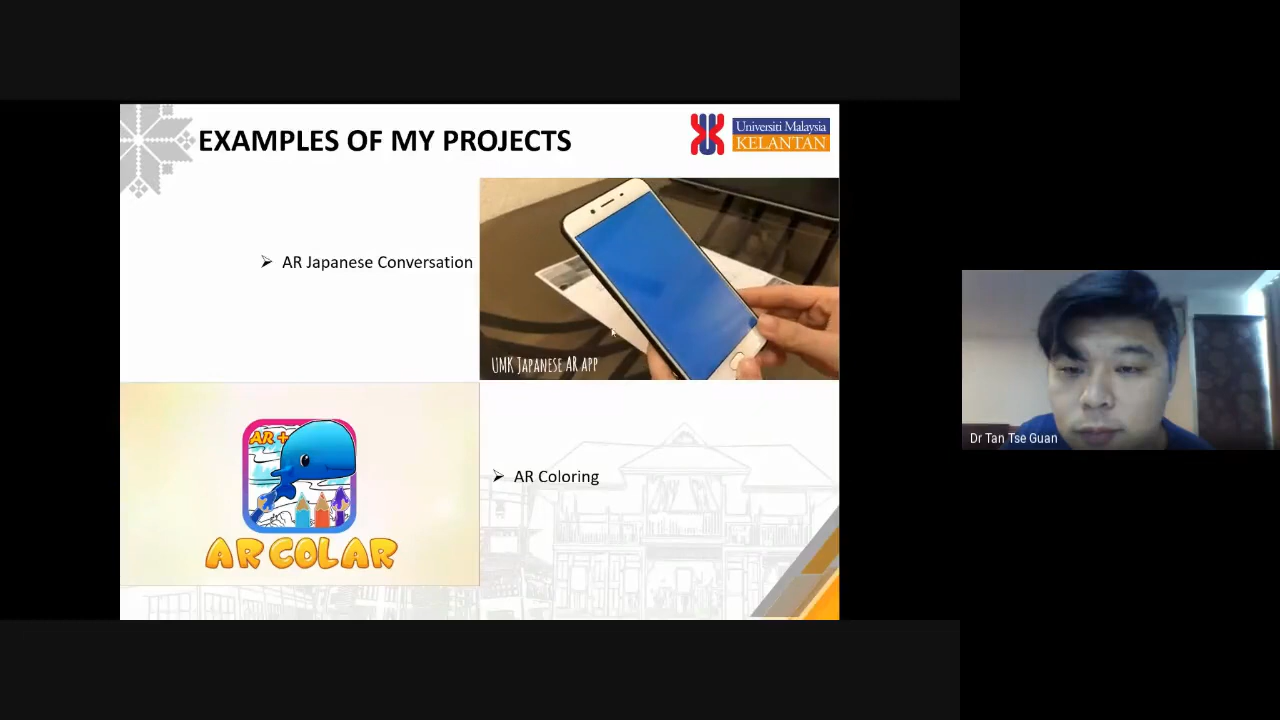 EXAMPLES OF MY PROJECTS
Universiti Malaysia
KELANTAN
AR Japanese Conversation
UMK JAPANESE AR APP
AR +
AR COLAR
AR Coloring
Dr Tan Tse Guan